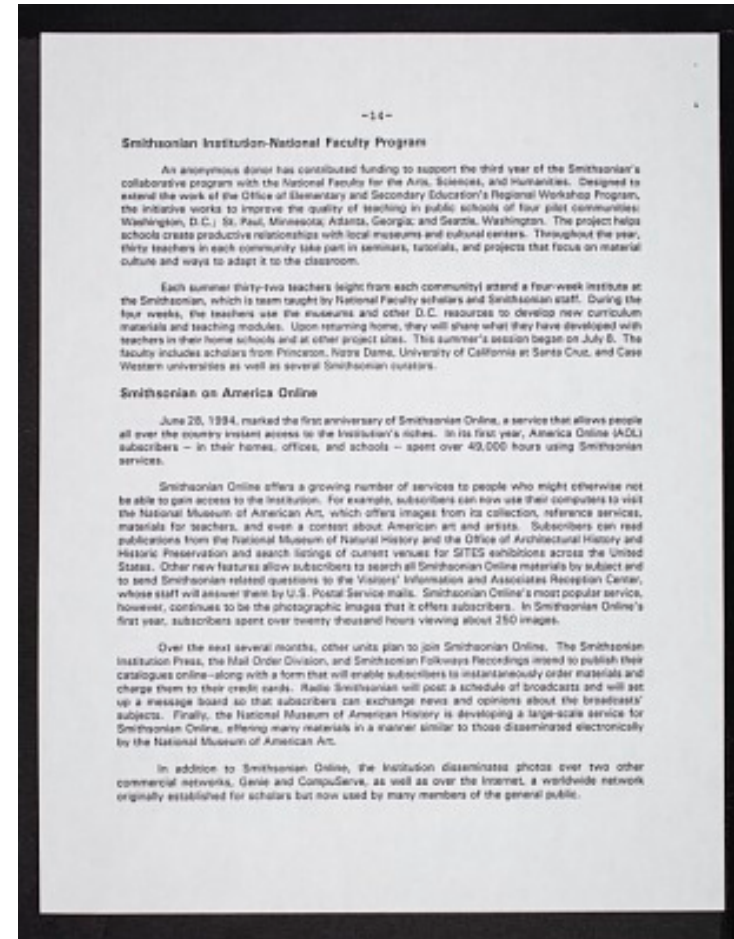 -14-
Smithsonian Institution-National Faculty Program
An anonymous donor has contributed funding to support the third year of the Smithsonian's
collaborative program with the National Faculty for the Arts, Sciences, and Humanities. Designed to
extend the work of the Office of Elementary and Secondary Education's Regional Workshop Program,
the initiative works to improve the quality of teaching in public schools of four pilot communities:
Washington, D.C.; St. Paul, Minnesota; Atlanta, Georgia; and Seattle, Washington. The project helps
schools create productive relationships with local museums and cultural centers. Throughout the year,
thirty teachers in each community take part in seminars, tutorials, and projects that focus on material
culture and ways to adapt it to the classroom.
Each summer thirty-two teachers (eight from each community) attend a four-week institute at
the Smithsonian, which is team taught by National Faculty scholars and Smithsonian staff. During the
four weeks, the teachers use the museums and other D.C. resources to develop new curriculum
materials and teaching modules. Upon returning home, they will share what they have developed with
teachers in their home schools and at other project sites. This summer's session began on July 8. The
faculty includes scholars from Princeton, Notre Dame, University of California at Santa Cruz, and Case
Western universities as well as several Smithsonian curators.
Smithsonian on America Online
June 28, 1994, marked the first anniversary of Smithsonian Online, a service that allows people
all over the country instant access to the Institution's riches. In its first year, America Online (AOL)
subscribers -- in their homes, offices, and schools -- spent over 49,000 hours using Smithsonian
services.
Smithsonian Online offers a growing number of services to people who might otherwise not
be able to gain access to the Institution. For example, subscribers can now use their computers to visit
the National Museum of American Art, which offers images from its collection, reference services,
materials for teachers, and even a contest about American art and artists. Subscribers can read
publications from the National Museum of Natural History and the Office of Architectural History and
Historic Preservation and search listings of current venues for SITES exhibitions across the United
States. Other new features allow subscribers to search all Smithsonian Online materials by subject and
to send Smithsonian related questions to the Visitors' Information and Associates Reception Center,
whose staff will answer them by U.S. Postal Service mails. Smithsonian Online's most popular service,
however, continues to be the photographic images that it offers subscribers. In Smithsonian Online's
first year, subscribers spent over twenty thousand hours viewing about 250 images.
Over the next several months, other units plan to join Smithsonian Online. The Smithsonian
Institution Press, the Mail Order Division, and Smithsonian Folkways Recordings intend to publish their
catalogues online--along with a form that will enable subscribers to instantaneously order materials and
charge them to their credit cards. Radio Smithsonian will post a schedule of broadcasts and will set
up a message board so that subscribers can exchange news and opinions about the broadcasts'
subjects. Finally, the National Museum of American History is developing a large-scale service for
Smithsonian Online, offering many materials in a manner similar to those disseminated electronically
by the National Museum of American Art.
In addition to Smithsonian Online, the Institution disseminates photos over two other
commercial networks, Genie and CompuServe, as well as over the Internet, a worldwide network
originally established for scholars but now used by many members of the general public.